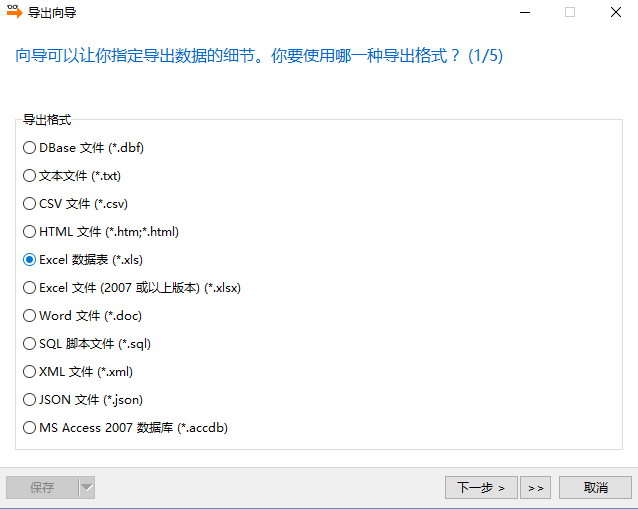 导出向导
向导可以让你指定导出数据的细节。你要使用哪一种导出格式？ (1/5)
导出格式
DBase 文件 (*.dbf)
文本文件 (*.txt)
CSV 文件 (*.csv)
HTML 文件 (*.htm;*.html)
Excel 数据表 (*.xls)
Excel 文件 (2007 或以上版本) (*.xlsx)
Word 文件 (*.doc)
SQL 脚本文件 (*.sql)
XML 文件 (*.xml)
JSON 文件 (*.json)
MS Access 2007 数据库 (*.accdb)
保存 下一步 > >> 取消